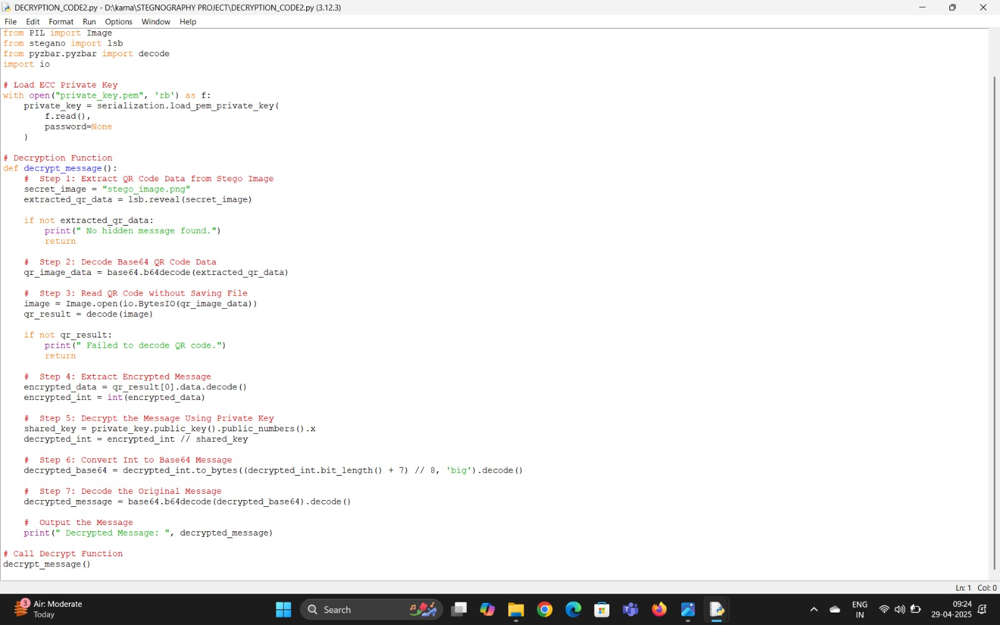 DECRYPTION_CODE2.py - D:\karna\STEGNOGRAPHY PROJECT\DECRYPTION_CODE2.py (3.12.3)
File Edit Format Run Options Window Help
from PIL import Image
from stegano import lsb
from pyzbar.pyzbar import decode
import io

# Load ECC Private Key
with open("private_key.pem", 'rb') as f:
    private_key = serialization.load_pem_private_key(
        f.read(),
        password=None
    )

# Decryption Function
def decrypt_message():
    #  Step 1: Extract QR Code Data from Stego Image
    secret_image = "stego_image.png"
    extracted_qr_data = lsb.reveal(secret_image)

    if not extracted_qr_data:
        print(" No hidden message found.")
        return

    #  Step 2: Decode Base64 QR Code Data
    qr_image_data = base64.b64decode(extracted_qr_data)

    #  Step 3: Read QR Code without Saving File
    image = Image.open(io.BytesIO(qr_image_data))
    qr_result = decode(image)

    if not qr_result:
        print(" Failed to decode QR code.")
        return

    #  Step 4: Extract Encrypted Message
    encrypted_data = qr_result[0].data.decode()
    encrypted_int = int(encrypted_data)

    #  Step 5: Decrypt the Message Using Private Key
    shared_key = private_key.public_key().public_numbers().x
    decrypted_int = encrypted_int // shared_key

    #  Step 6: Convert Int to Base64 Message
    decrypted_base64 = decrypted_int.to_bytes((decrypted_int.bit_length() + 7) // 8, 'big').decode()

    #  Step 7: Decode the Original Message
    decrypted_message = base64.b64decode(decrypted_base64).decode()

    #  Output the Message
    print(" Decrypted Message: ", decrypted_message)

# Call Decrypt Function
decrypt_message()
Ln: 1 Col: 0
3
Air: Moderate
Today
Search
ENG
IN
09:24
29-04-2025